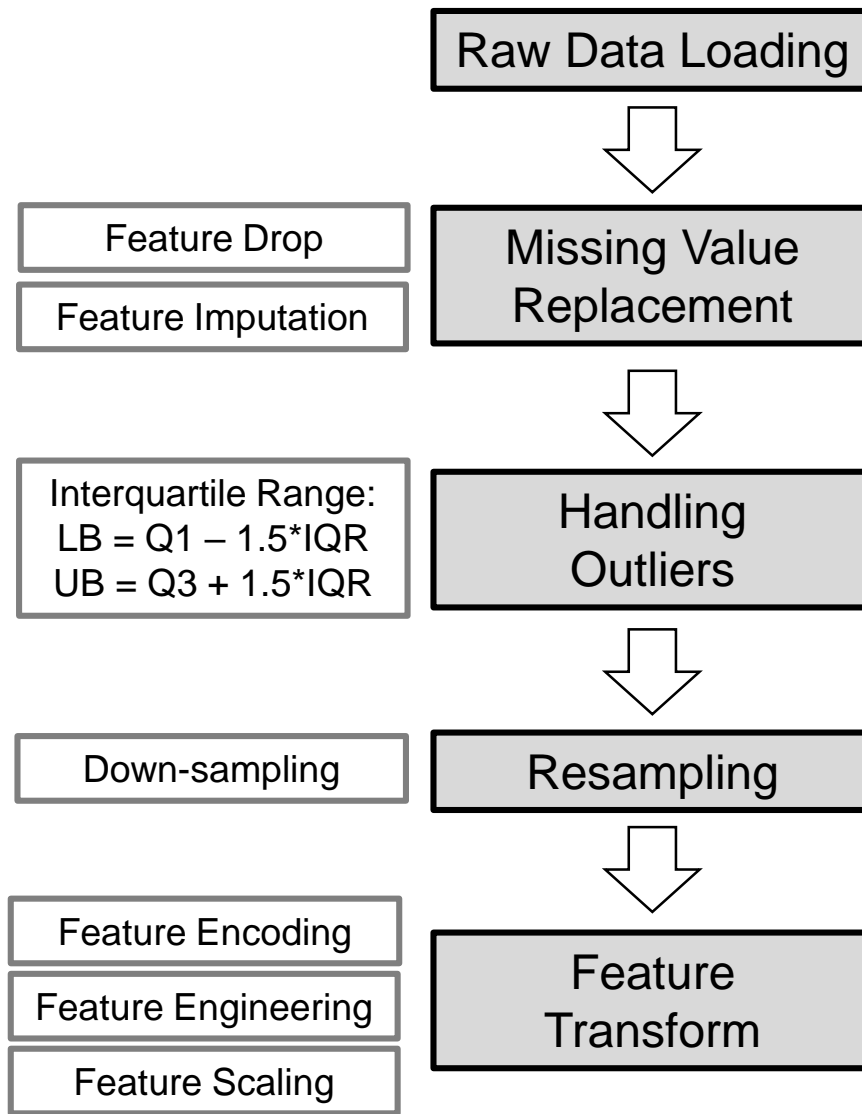 Raw Data Loading
Feature Drop
Feature Imputation
Missing Value
Replacement
Interquartile Range:
LB = Q1 – 1.5*IQR
UB = Q3 + 1.5*IQR
Handling
Outliers
Down-sampling
Resampling
Feature Encoding
Feature Engineering
Feature Scaling
Feature
Transform